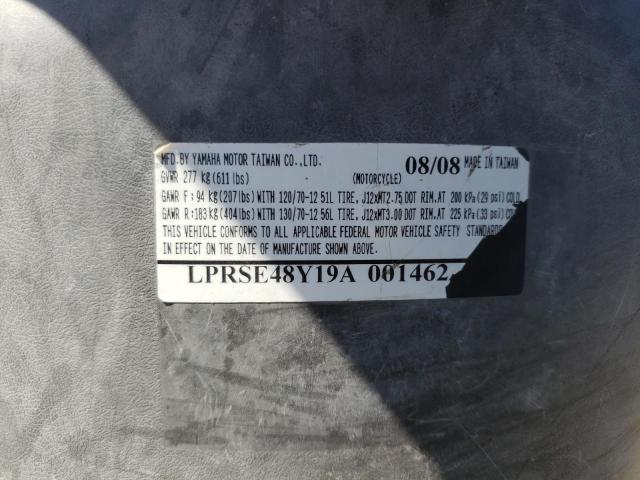 MFD.BY YAMAHA MOTOR TAIWAN CO.,LTD. 08/08 MADE IN TAIWAN
GVWR 277 kg(611 lbs) (MOTORCYCLE)
GAWR F: 94 kg(207 lbs)WITH 120/70-12 51L TIRE, J12xMT2.75 DOT RIM.AT 200 kPa(29 psi)COLD
GAWR R:183 kg(404 lbs)WITH 130/70-12 56L TIRE, J12xMT3.00 DOT RIM.AT 225 kPa(33 psi)COLD
THIS VEHICLE CONFORMS TO ALL APPLICABLE FEDERAL MOTOR VEHICLE SAFETY STANDARDS
IN EFFECT ON THE DATE OF MANUFACTURE SHOWN ABOVE.
LPRSE48Y19A 001462